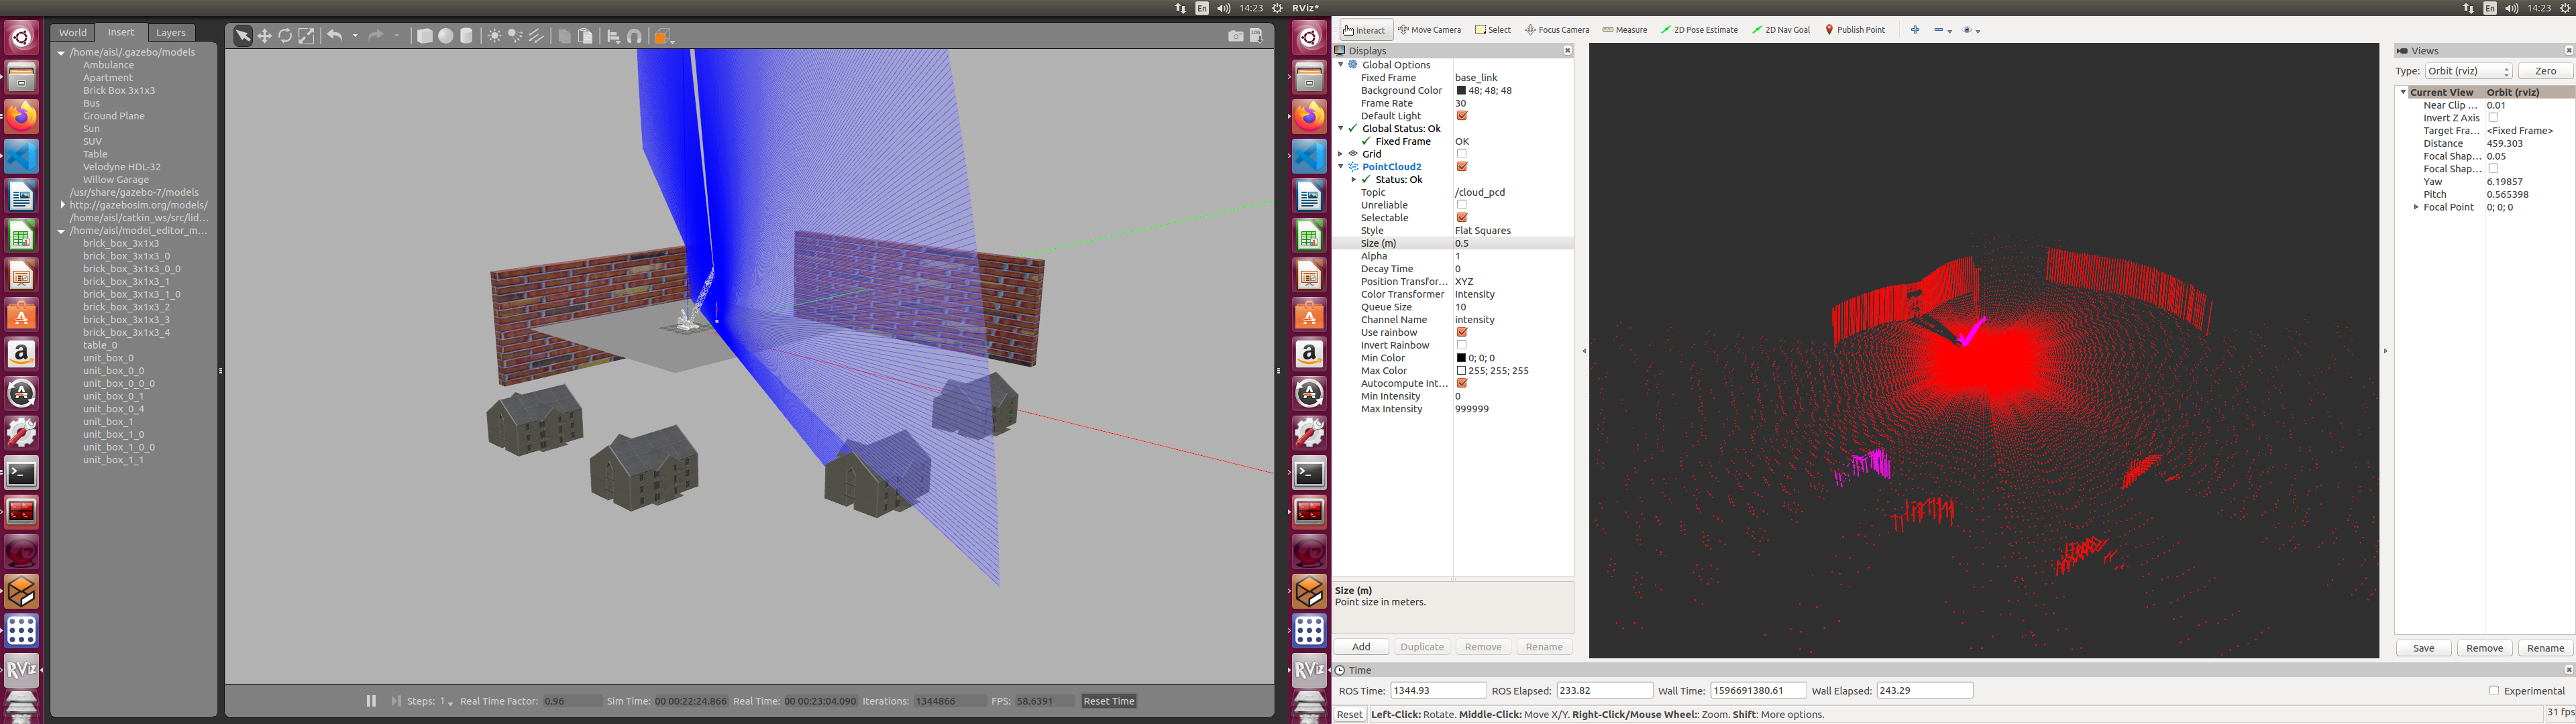 En 14:23
RViz*
En 14:23
World Insert Layers
/home/aisl/.gazebo/models
Ambulance
Apartment
Brick Box 3x1x3
Bus
Ground Plane
Sun
SUV
Table
Velodyne HDL-32
Willow Garage
/usr/share/gazebo-7/models
http://gazebosim.org/models/
/home/aisl/catkin_ws/src/lid...
/home/aisl/model_editor_m...
brick_box_3x1x3
brick_box_3x1x3_0
brick_box_3x1x3_0_0
brick_box_3x1x3_1
brick_box_3x1x3_1_0
brick_box_3x1x3_2
brick_box_3x1x3_3
brick_box_3x1x3_4
table_0
unit_box_0
unit_box_0_0
unit_box_0_0_0
unit_box_0_1
unit_box_0_4
unit_box_1
unit_box_1_0
unit_box_1_0_0
unit_box_1_1
LOG
Steps: 1 Real Time Factor: 0.96 Sim Time: 00 00:22:24.866 Real Time: 00 00:23:04.090 Iterations: 1344866 FPS: 58.6391 Reset Time
Interact Move Camera Select Focus Camera Measure 2D Pose Estimate 2D Nav Goal Publish Point
Displays
Global Options
Fixed Frame base_link
Background Color 48; 48; 48
Frame Rate 30
Default Light
Global Status: Ok
Fixed Frame OK
Grid
PointCloud2
Status: Ok
Topic /cloud_pcd
Unreliable
Selectable
Style Flat Squares
Size (m) 0.5
Alpha 1
Decay Time 0
Position Transfor... XYZ
Color Transformer Intensity
Queue Size 10
Channel Name intensity
Use rainbow
Invert Rainbow
Min Color 0; 0; 0
Max Color 255; 255; 255
Autocompute Int...
Min Intensity 0
Max Intensity 999999
Size (m)
Point size in meters.
Add Duplicate Remove Rename
Views
Type: Orbit (rviz) Zero
Current View Orbit (rviz)
Near Clip ... 0.01
Invert Z Axis
Target Fra... <Fixed Frame>
Distance 459.303
Focal Shap... 0.05
Focal Shap...
Yaw 6.19857
Pitch 0.565398
Focal Point 0; 0; 0
Save Remove Rename
Time
ROS Time: 1344.93 ROS Elapsed: 233.82 Wall Time: 1596691380.61 Wall Elapsed: 243.29 Experimental
Reset Left-Click: Rotate. Middle-Click: Move X/Y. Right-Click/Mouse Wheel:: Zoom. Shift: More options. 31 fps
RViz
RViz